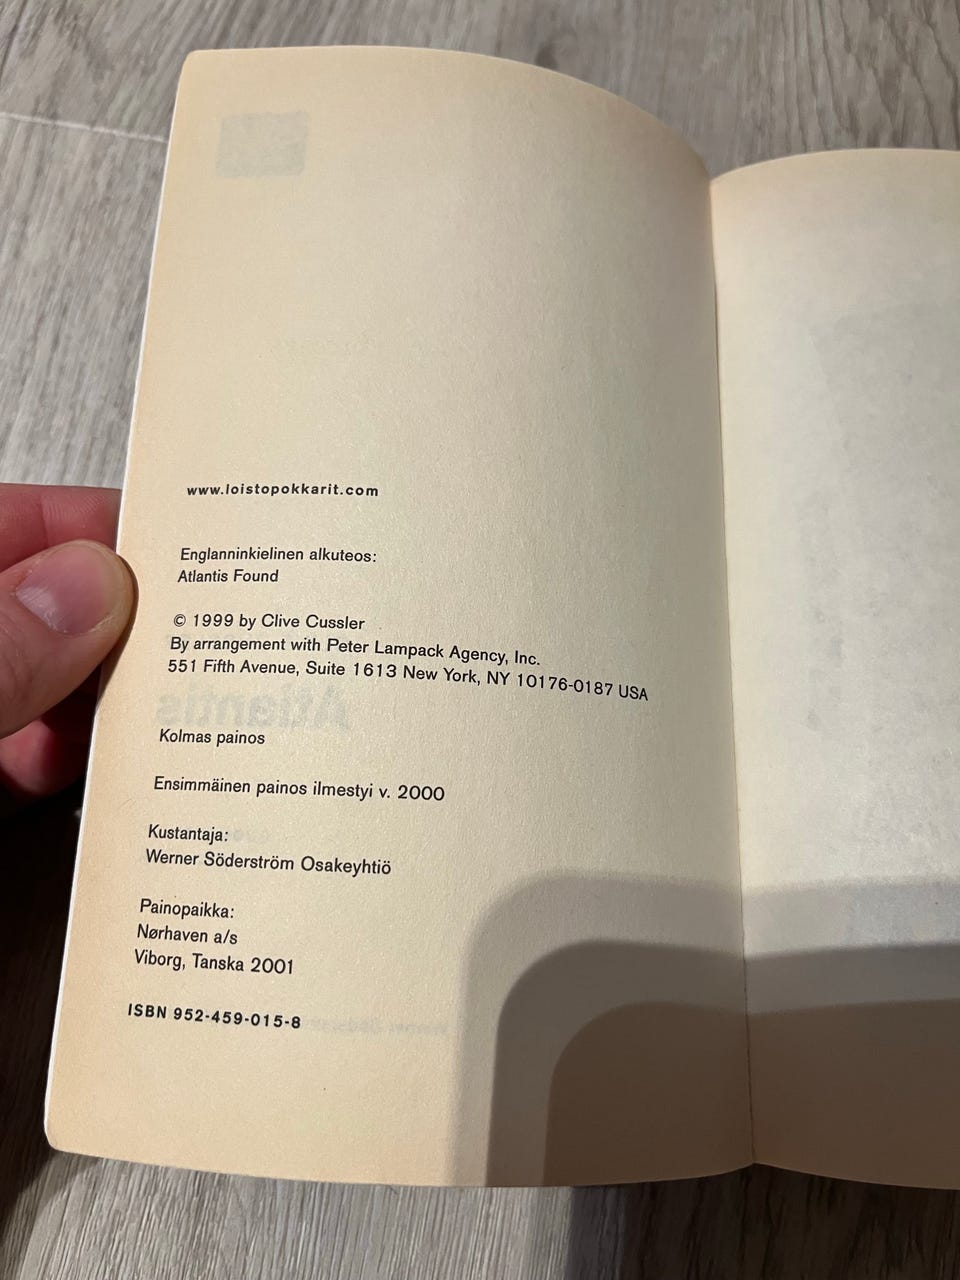 www.loistopokkarit.com
Englanninkielinen alkuteos:
Atlantis Found
© 1999 by Clive Cussler
By arrangement with Peter Lampack Agency, Inc.
551 Fifth Avenue, Suite 1613 New York, NY 10176-0187 USA
Atlantis
Kolmas painos
Ensimmäinen painos ilmestyi v. 2000
Kustantaja:
Werner Söderström Osakeyhtiö
Painopaikka:
Nørhaven a/s
Viborg, Tanska 2001
ISBN 952-459-015-8